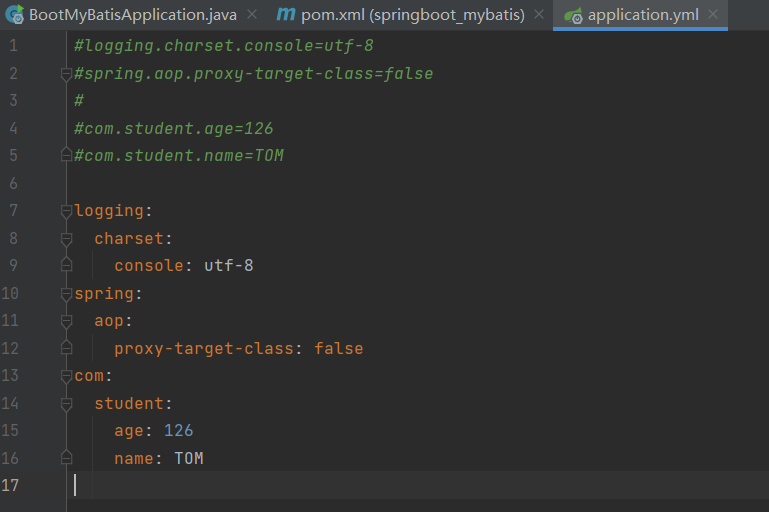 BootMyBatisApplication.java pom.xml (springboot_mybatis) application.yml
1 #logging.charset.console=utf-8
2 #spring.aop.proxy-target-class=false
3 #
4 #com.student.age=126
5 #com.student.name=TOM
6
7 logging:
8   charset:
9     console: utf-8
10 spring:
11   aop:
12     proxy-target-class: false
13 com:
14   student:
15     age: 126
16     name: TOM
17